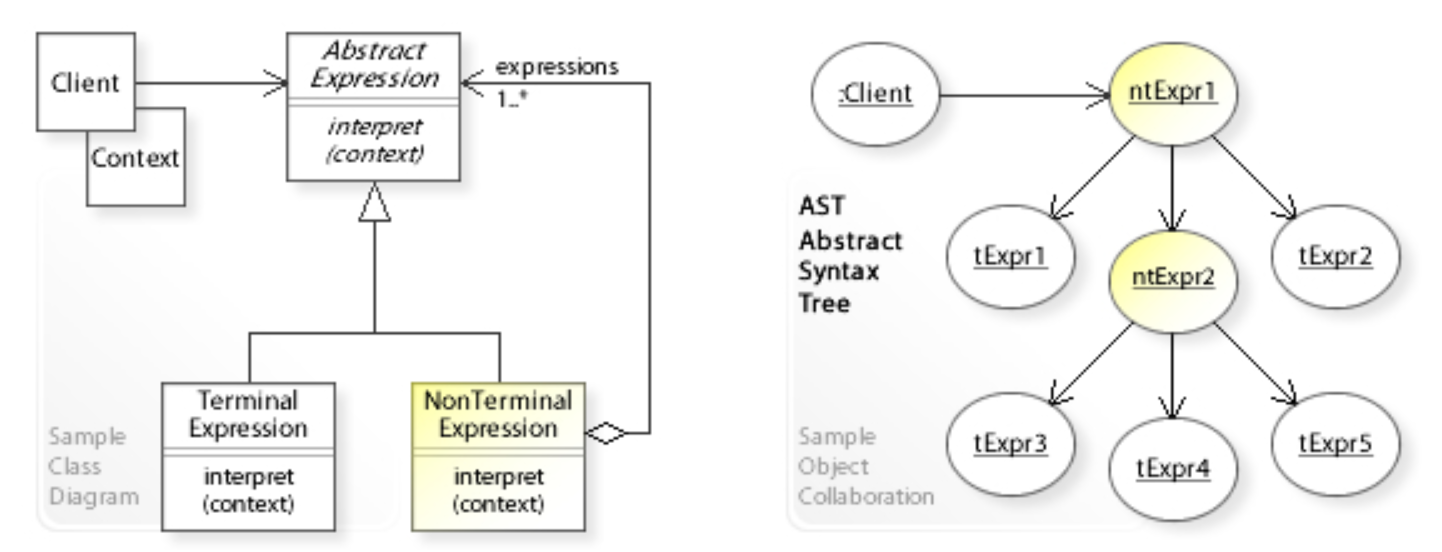 Client
Context
Abstract
Expression
interpret
(context)
expressions
1..*
Terminal
Expression
interpret
(context)
NonTerminal
Expression
interpret
(context)
Sample
Class
Diagram
:Client
ntExpr1
AST
Abstract
Syntax
Tree
tExpr1
ntExpr2
tExpr2
tExpr3
tExpr4
tExpr5
Sample
Object
Collaboration